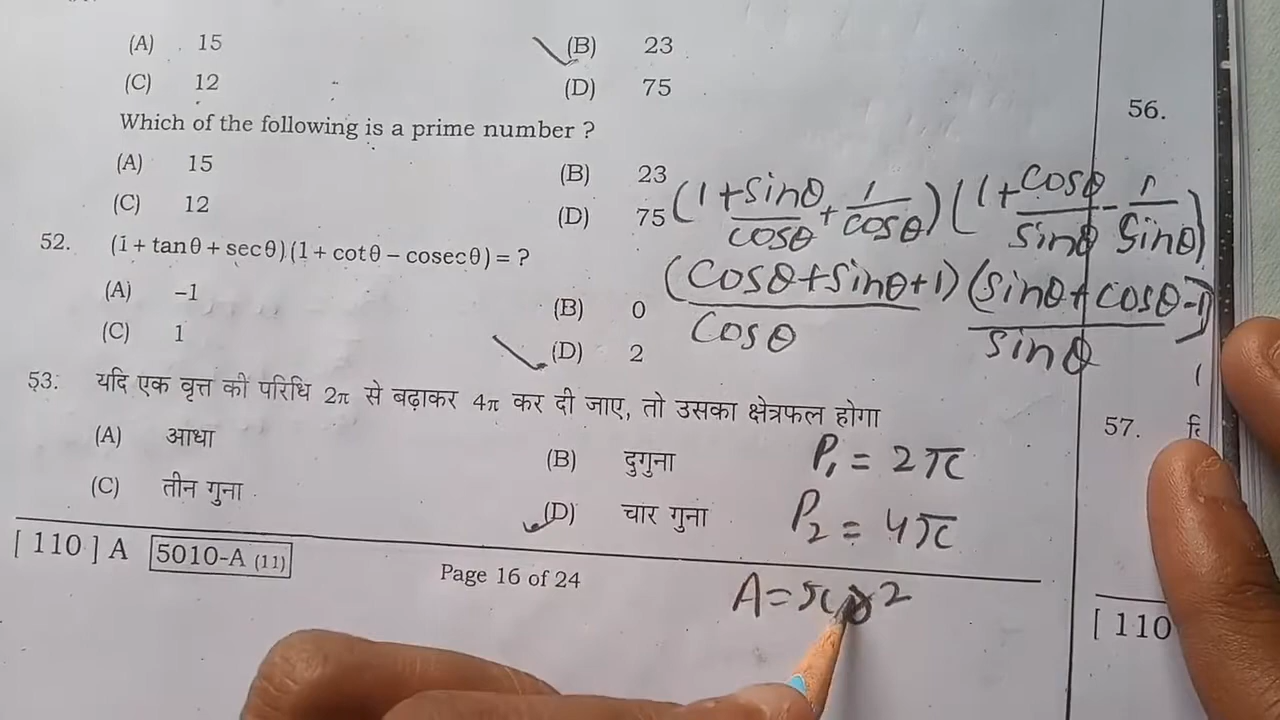 (A) 15 (B) 23
(C) 12 (D) 75
Which of the following is a prime number ?
(A) 15 (B) 23
(C) 12 (D) 75
52. (1 + tanθ + secθ)(1 + cotθ − cosecθ) = ?
(A) −1 (B) 0
(C) 1 (D) 2
53. यदि एक वृत्त की परिधि 2π से बढ़ाकर 4π कर दी जाए, तो उसका क्षेत्रफल होगा
(A) आधा (B) दुगुना
(C) तीन गुना (D) चार गुना
[ 110 ] A 5010-A (11) Page 16 of 24
(1 + sinθ/cosθ + 1/cosθ) (1 + cosθ/sinθ - 1/sinθ)
(cosθ + sinθ + 1)/cosθ (sinθ + cosθ - 1)/sinθ
P₁ = 2π
P₂ = 4π
A = πr2
56.
57.
[ 110